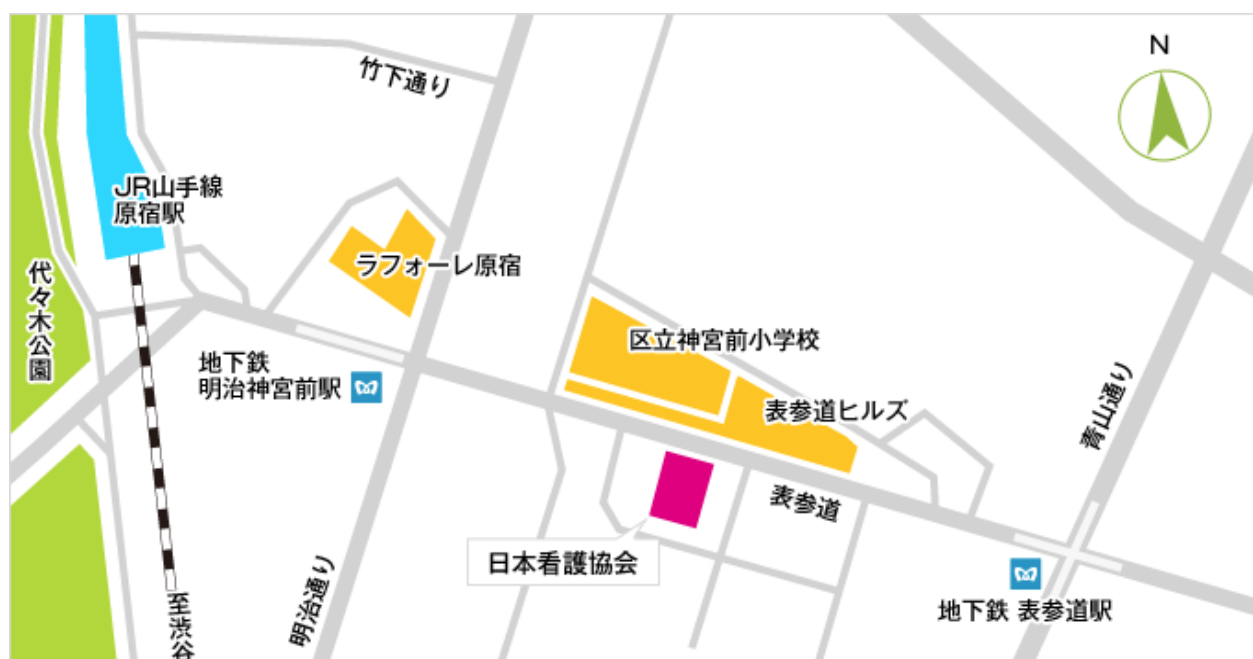 N
竹下通り
JR山手線
原宿駅
ラフォーレ原宿
代々木公園
区立神宮前小学校
地下鉄
明治神宮前駅
表参道ヒルズ
青山通り
表参道
日本看護協会
地下鉄 表参道駅
明治通り
至渋谷